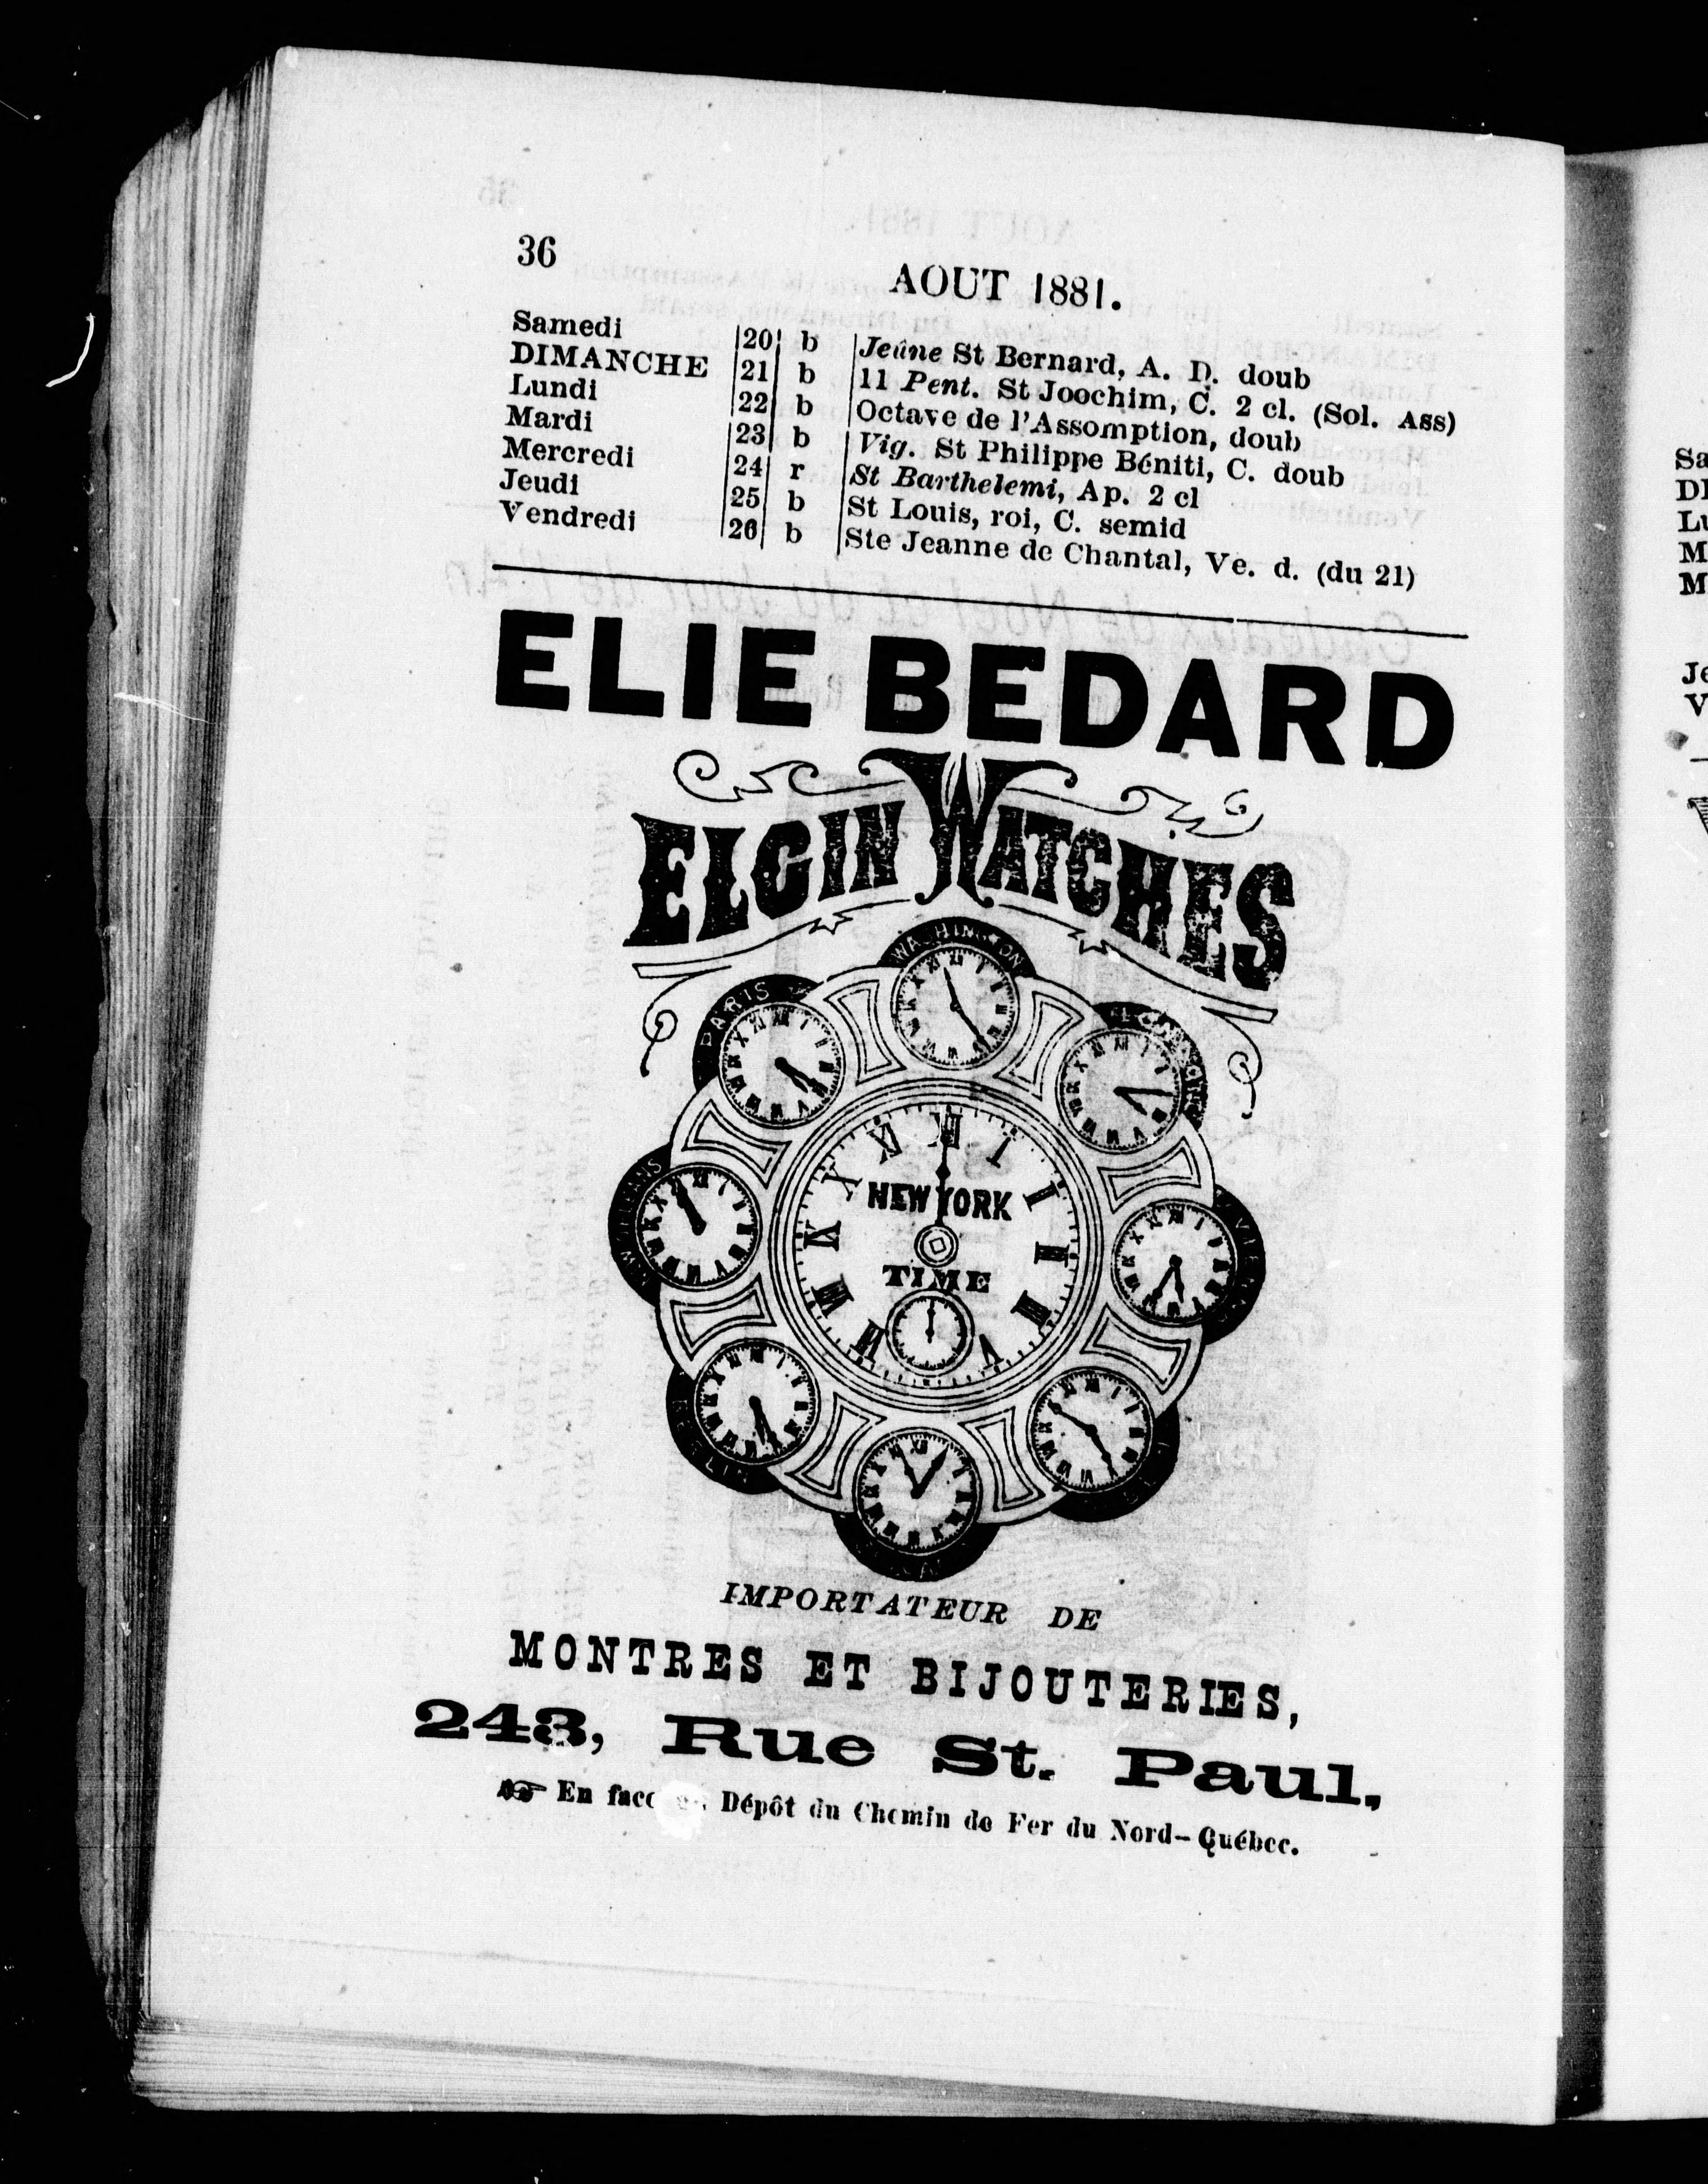 36
AOUT 1881.
Samedi |20| b |Jeûne St Bernard, A. D. doub
DIMANCHE |21| b |11 Pent. St Joochim, C. 2 cl. (Sol. Ass)
Lundi |22| b |Octave de l'Assomption, doub
Mardi |23| b |Vig. St Philippe Béniti, C. doub
Mercredi |24| r |St Barthelemi, Ap. 2 cl
Jeudi |25| b |St Louis, roi, C. semid
Vendredi |26| b |Ste Jeanne de Chantal, Ve. d. (du 21)
ELIE BEDARD
ELGIN WATCHES
WASHINGTON
PARIS
NEW YORK
TIME
IMPORTATEUR DE
MONTRES ET BIJOUTERIES,
243, Rue St. Paul,
En face Dépôt du Chemin de Fer du Nord-Québec.